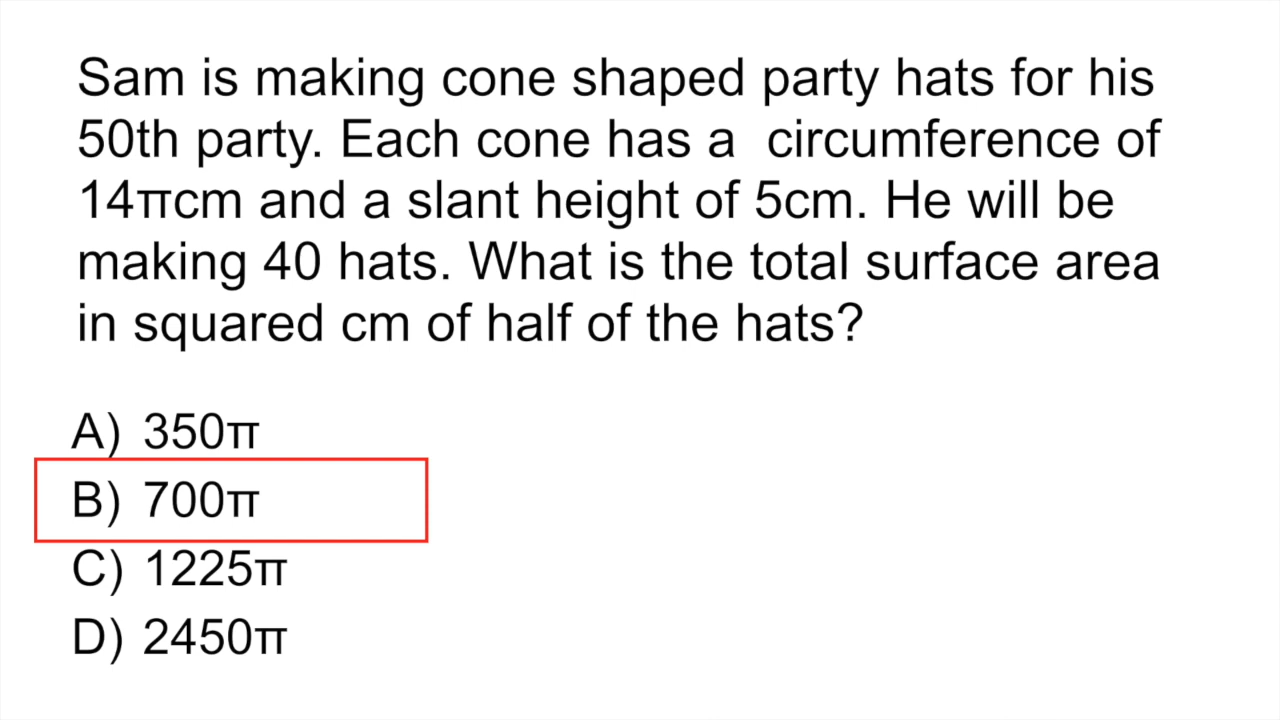 Sam is making cone shaped party hats for his
50th party. Each cone has a  circumference of
14πcm and a slant height of 5cm. He will be
making 40 hats. What is the total surface area
in squared cm of half of the hats?
A) 350π
B) 700π
C) 1225π
D) 2450π